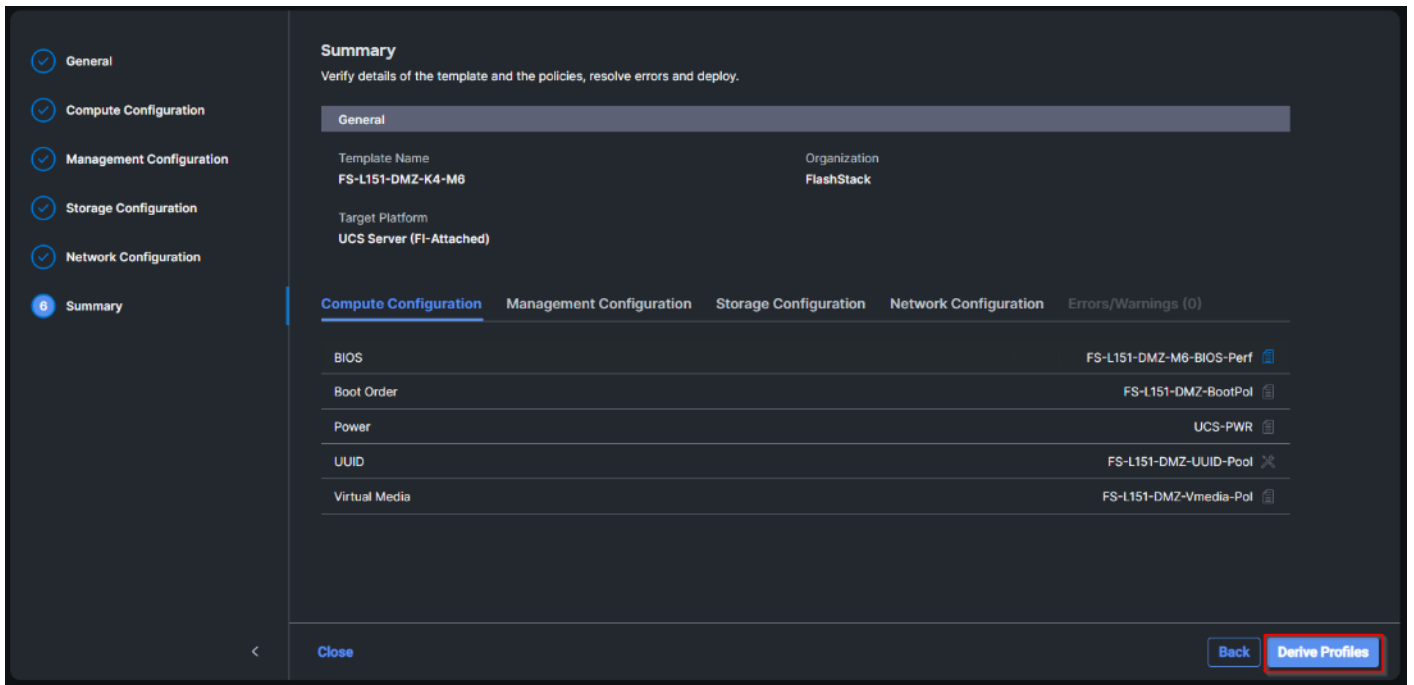 General
Compute Configuration
Management Configuration
Storage Configuration
Network Configuration
6 Summary
Summary
Verify details of the template and the policies, resolve errors and deploy.
General
Template Name
FS-L151-DMZ-K4-M6
Organization
FlashStack
Target Platform
UCS Server (FI-Attached)
Compute Configuration Management Configuration Storage Configuration Network Configuration Errors/Warnings (0)
BIOS FS-L151-DMZ-M6-BIOS-Perf
Boot Order FS-L151-DMZ-BootPol
Power UCS-PWR
UUID FS-L151-DMZ-UUID-Pool
Virtual Media FS-L151-DMZ-Vmedia-Pol
Close Back Derive Profiles